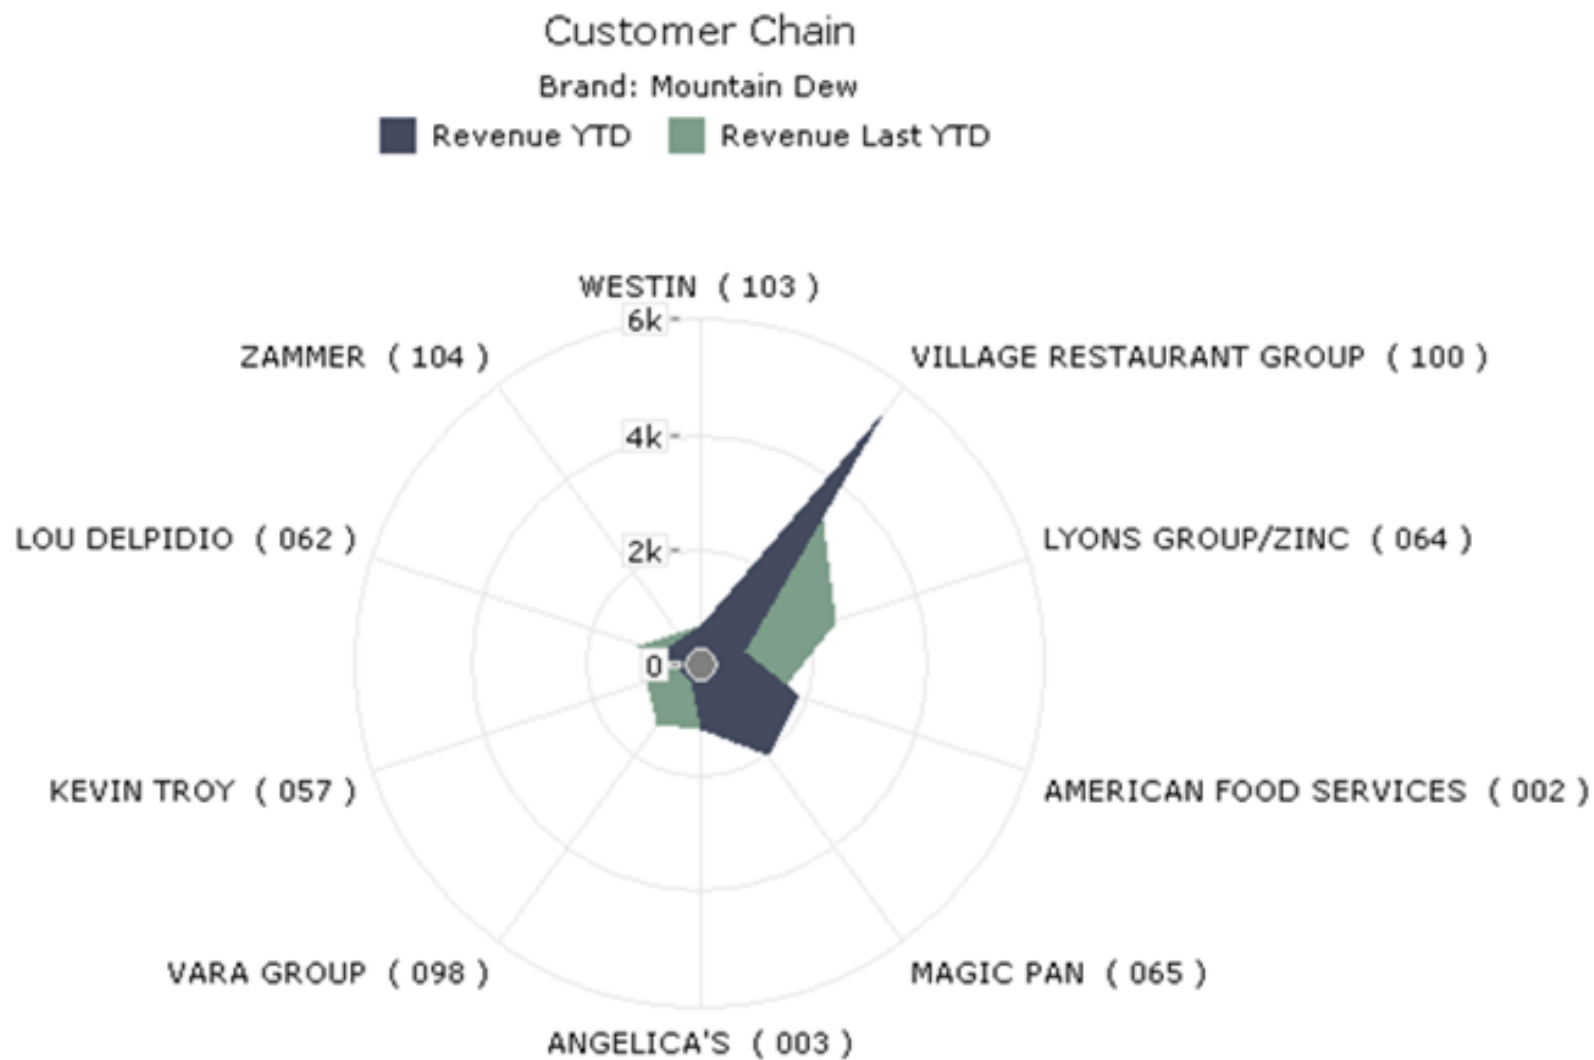 Customer Chain
Brand: Mountain Dew
Revenue YTD Revenue Last YTD
WESTIN ( 103 )
6k
ZAMMER ( 104 ) VILLAGE RESTAURANT GROUP ( 100 )
4k
LOU DELPIDIO ( 062 ) 2k LYONS GROUP/ZINC ( 064 )
0
KEVIN TROY ( 057 ) AMERICAN FOOD SERVICES ( 002 )
VARA GROUP ( 098 ) MAGIC PAN ( 065 )
ANGELICA'S ( 003 )